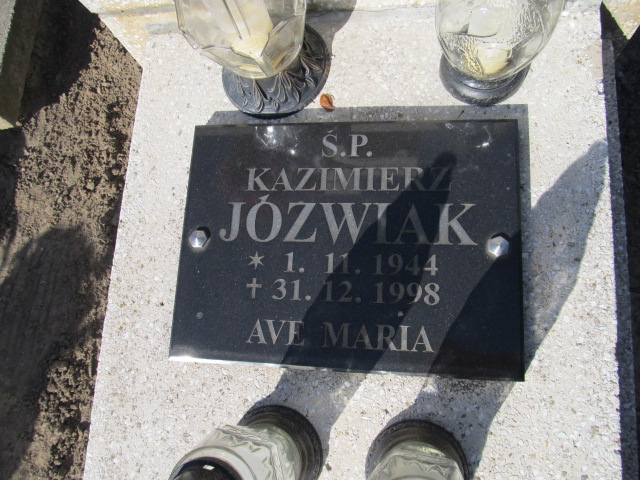 Ś.P.
KAZIMIERZ
JÓZWIAK
* 1. 11. 1944
† 31. 12. 1998
AVE MARIA